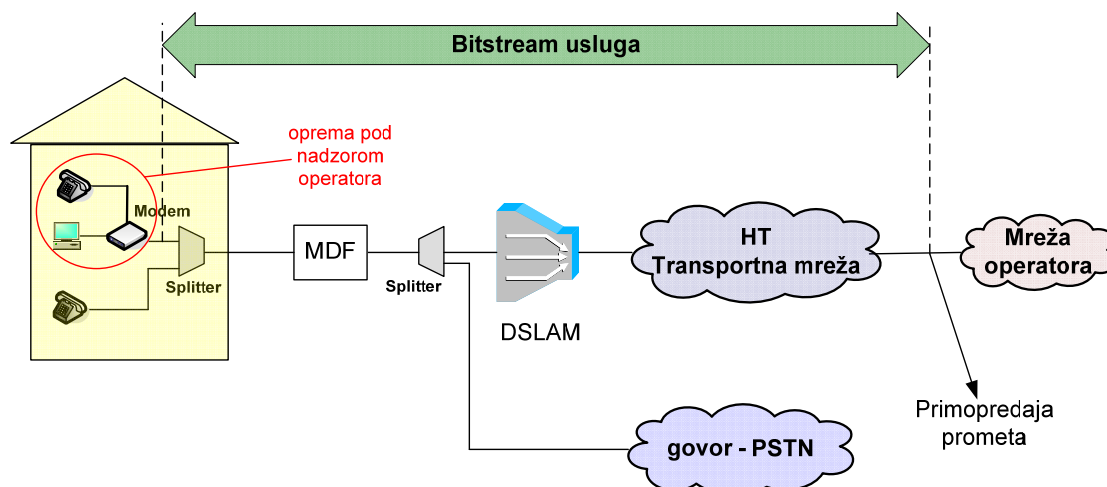 Bitstream usluga
oprema pod
nadzorom
operatora
Modem
Splitter
MDF
Splitter
DSLAM
HT
Transportna mreža
Mreža
operatora
Primopredaja
prometa
govor - PSTN